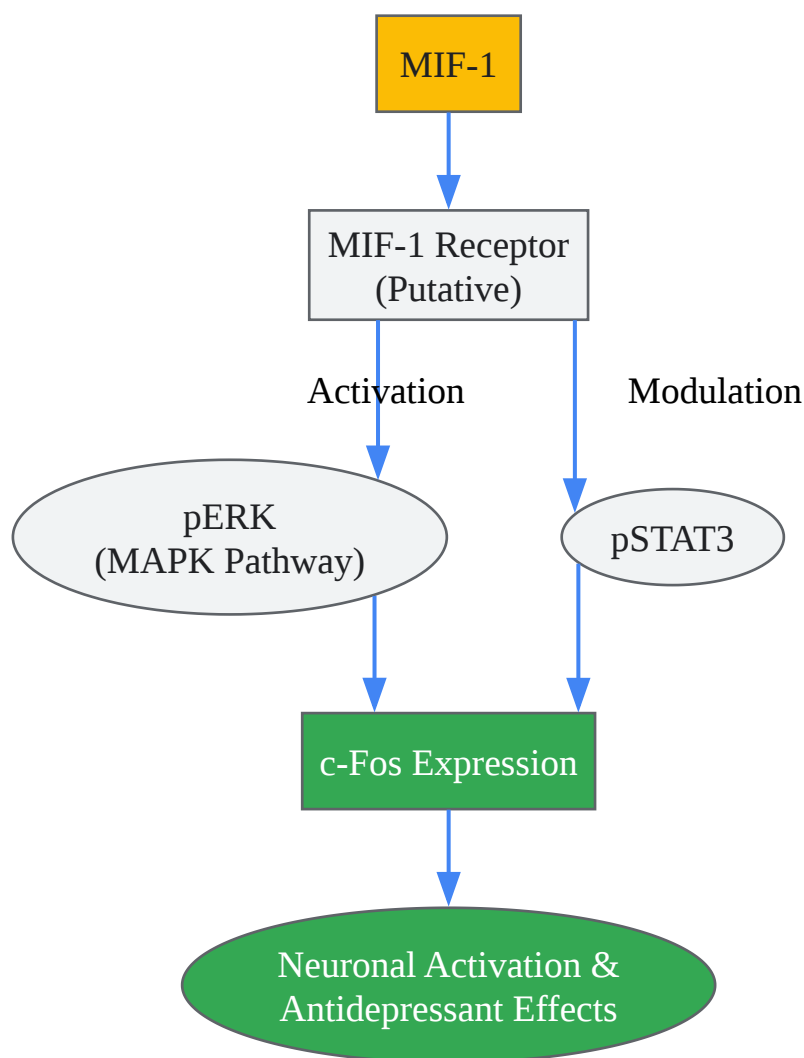 MIF-1
MIF-1 Receptor
(Putative)
Activation
Modulation
pERK
(MAPK Pathway)
pSTAT3
c-Fos Expression
Neuronal Activation &
Antidepressant Effects